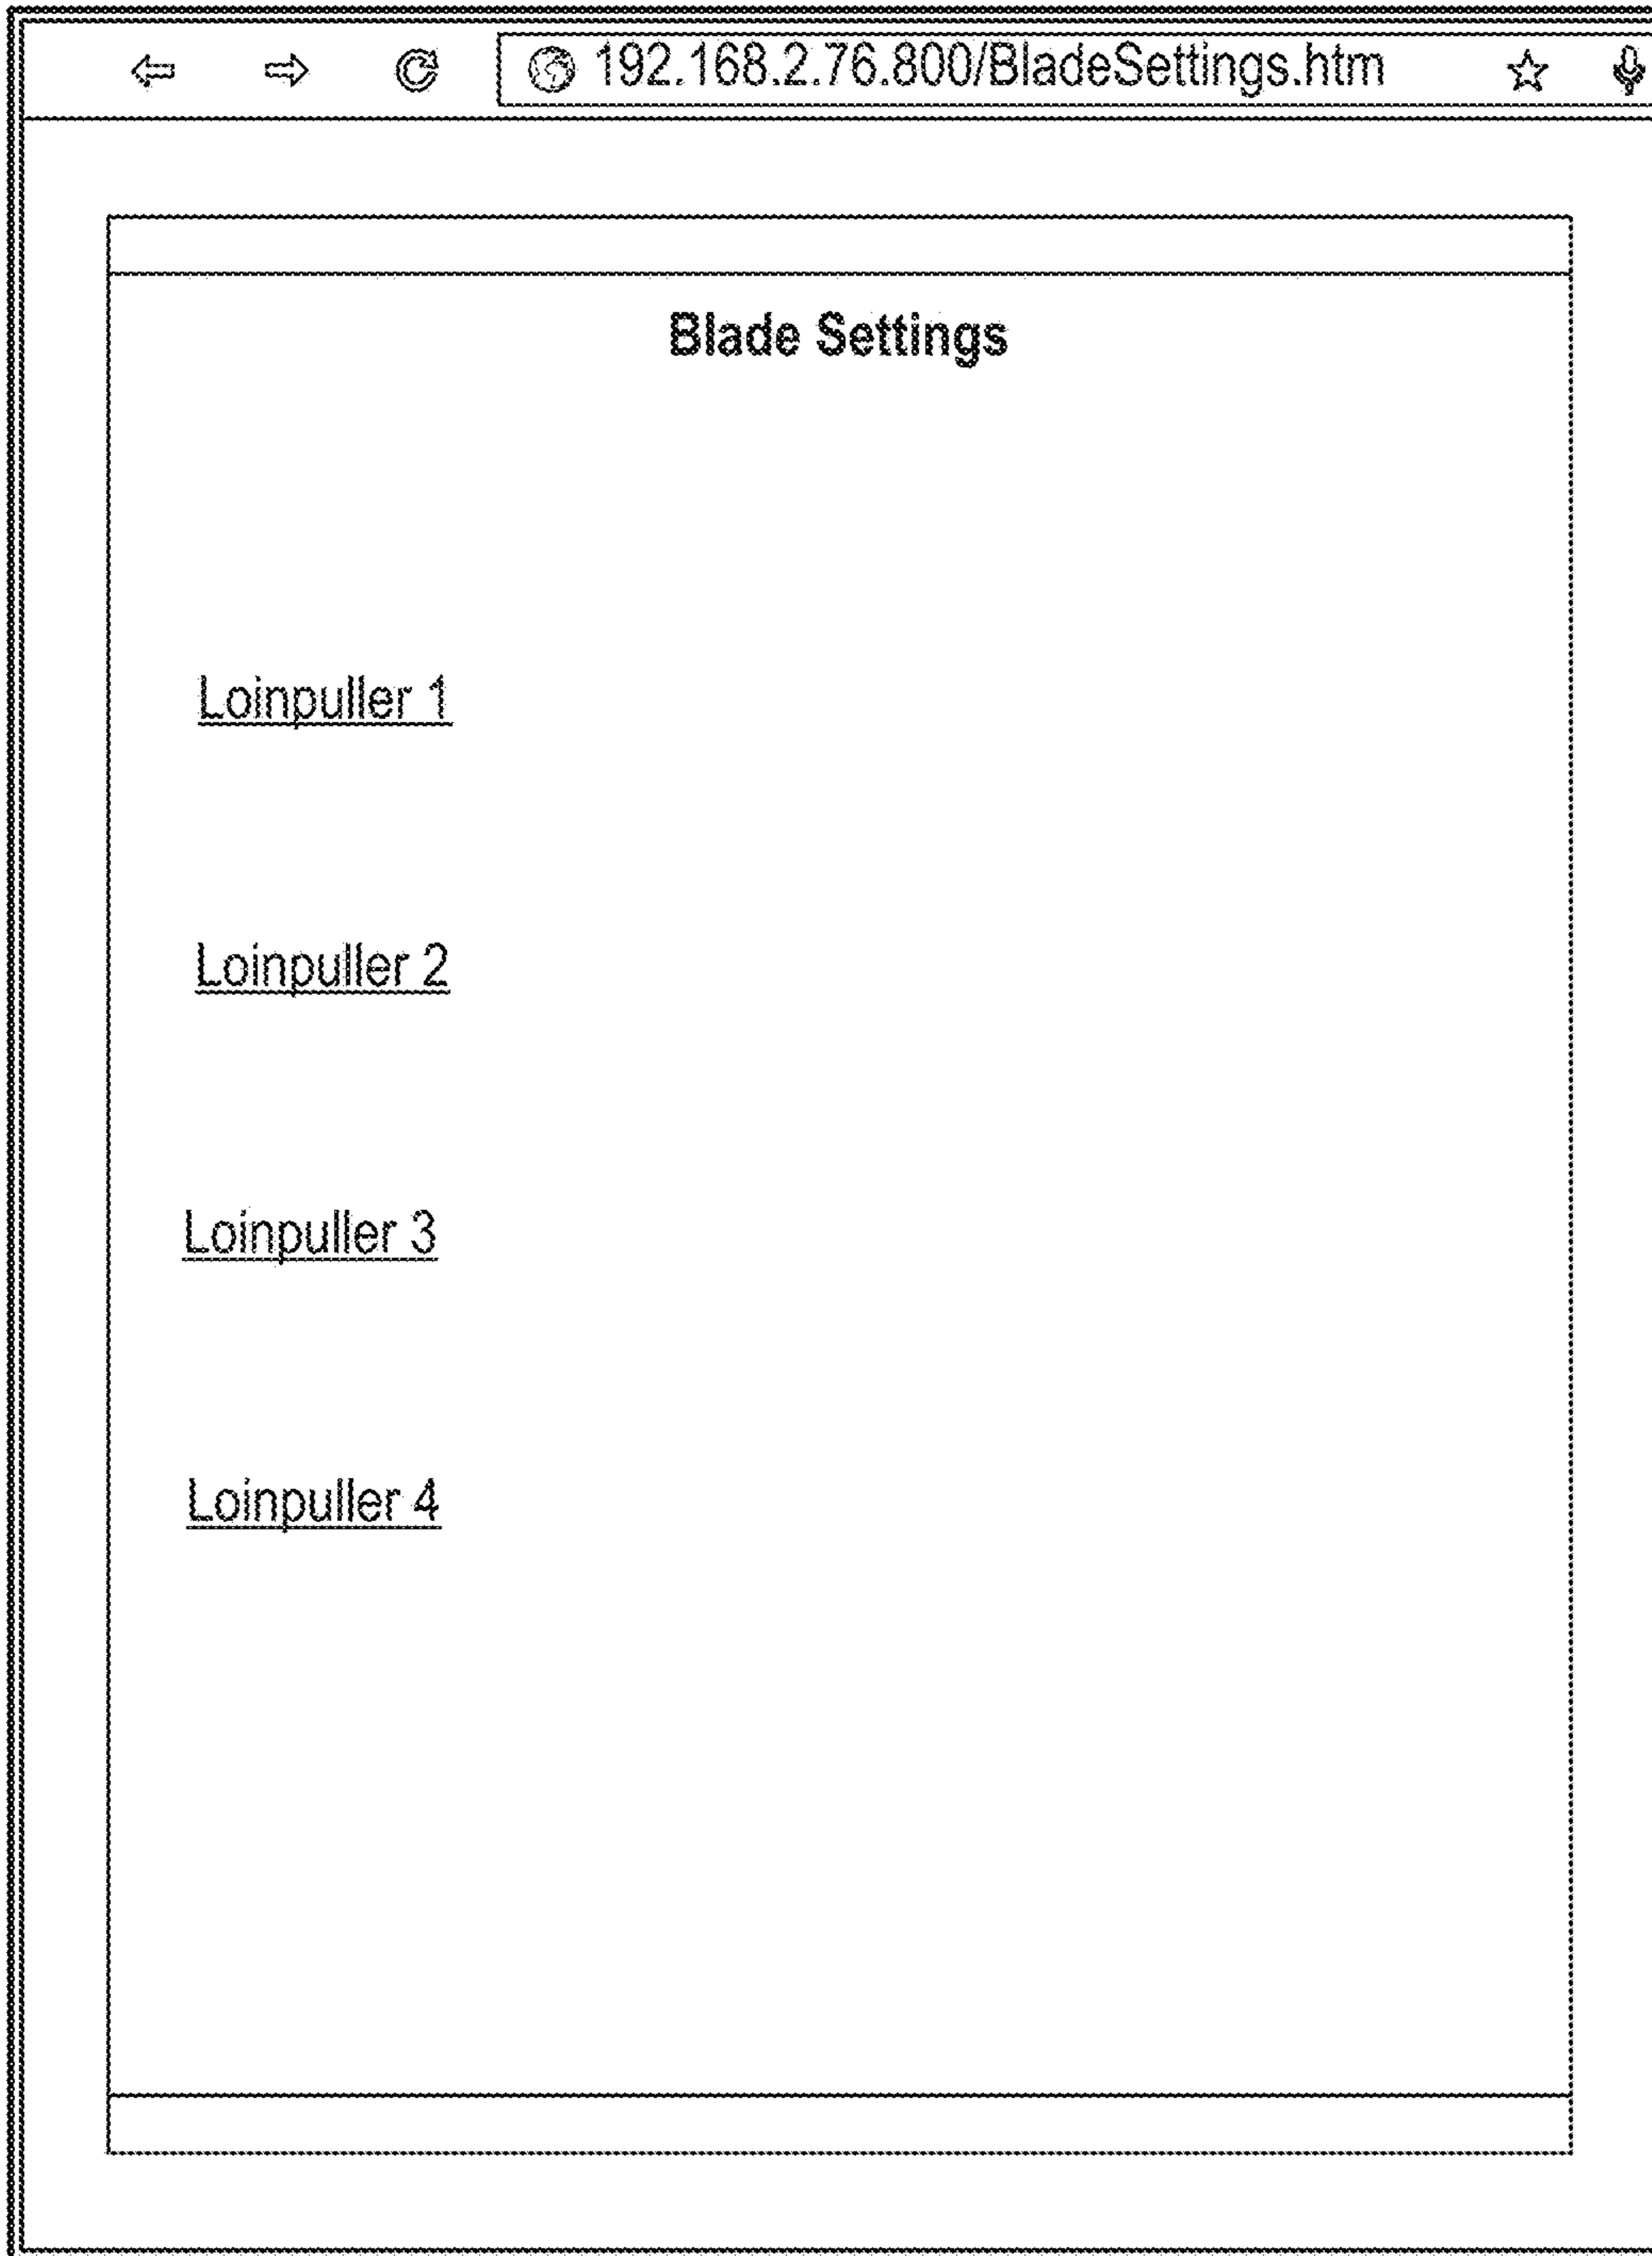 192.168.2.76.800/BladeSettings.htm
Blade Settings
Loinpuller 1
Loinpuller 2
Loinpuller 3
Loinpuller 4